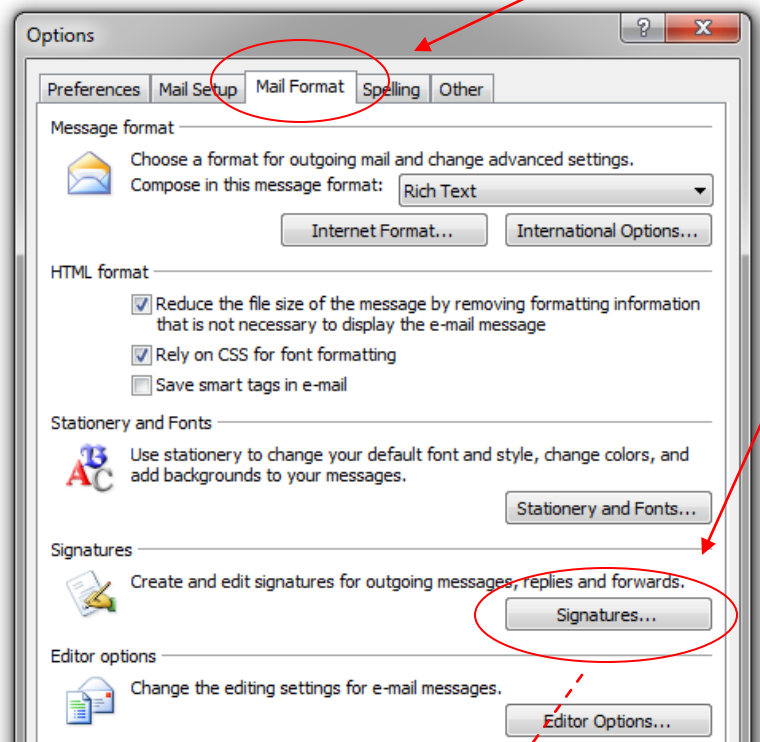 Options
?
X
Preferences Mail Setup Mail Format Spelling Other
Message format
Choose a format for outgoing mail and change advanced settings.
Compose in this message format: Rich Text
Internet Format... International Options...
HTML format
Reduce the file size of the message by removing formatting information
that is not necessary to display the e-mail message
Rely on CSS for font formatting
Save smart tags in e-mail
Stationery and Fonts
Use stationery to change your default font and style, change colors, and
add backgrounds to your messages.
Stationery and Fonts...
Signatures
Create and edit signatures for outgoing messages, replies and forwards.
Signatures...
Editor options
Change the editing settings for e-mail messages.
Editor Options...